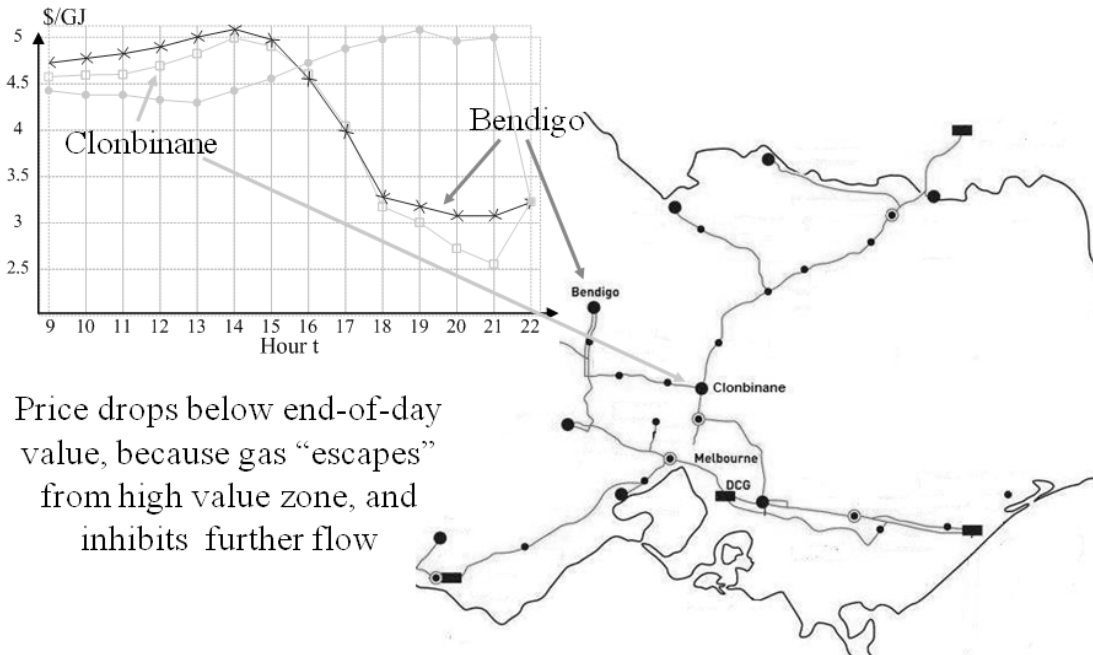 $/GJ
5
4.5
4
3.5
3
2.5
9 10 11 12 13 14 15 16 17 18 19 20 21 22
Hour t
Clonbinane
Bendigo
Price drops below end-of-day
value, because gas “escapes”
from high value zone, and
inhibits further flow
Bendigo
Clonbinane
Melbourne
DCG